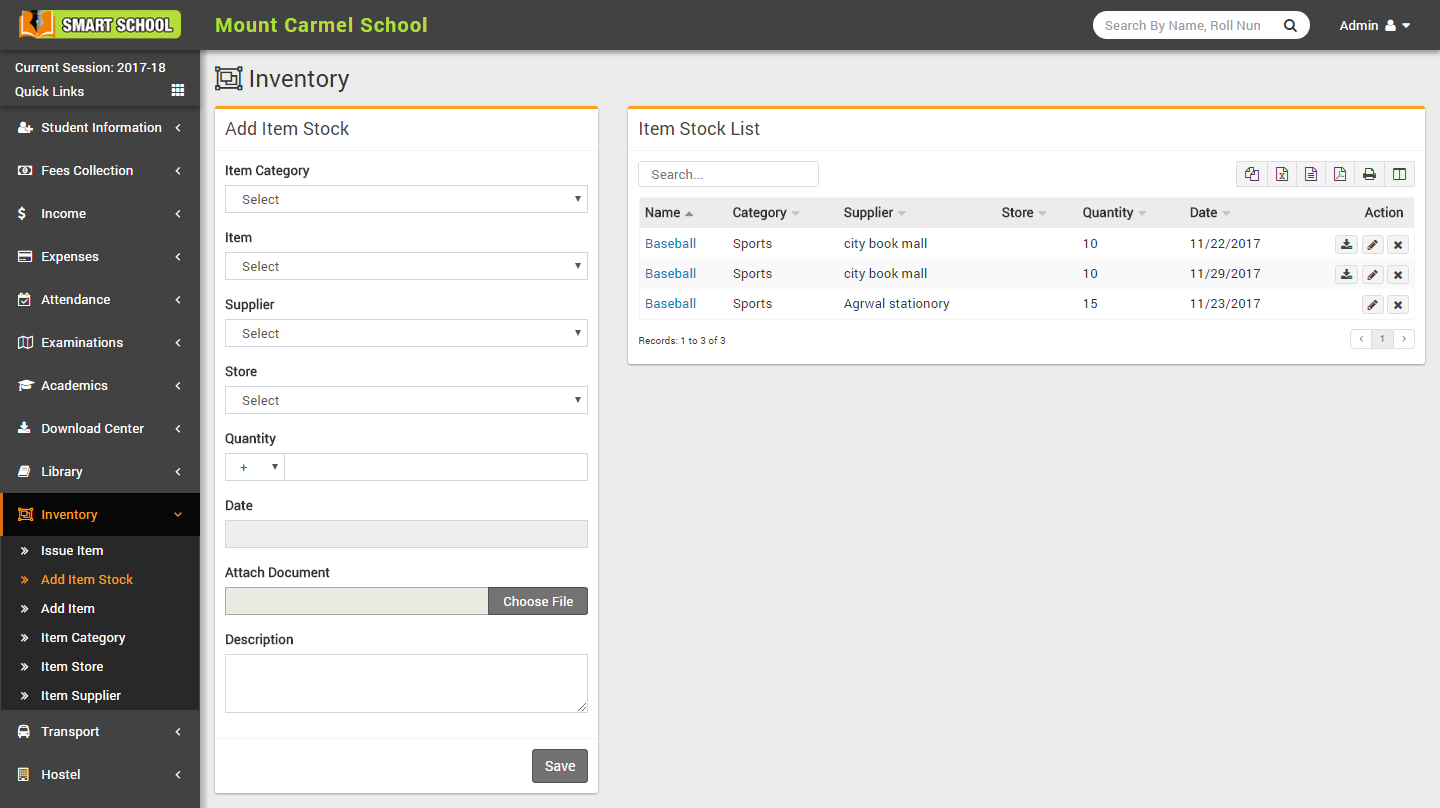 SMART SCHOOL
Mount Carmel School
Search By Name, Roll Nun
Admin
Current Session: 2017-18
Quick Links
Student Information
Fees Collection
Income
Expenses
Attendance
Examinations
Academics
Download Center
Library
Inventory
Issue Item
Add Item Stock
Add Item
Item Category
Item Store
Item Supplier
Transport
Hostel
Inventory
Add Item Stock
Item Category
Select
Item
Select
Supplier
Select
Store
Select
Quantity
+
Date
Attach Document
Choose File
Description
Save
Item Stock List
Search...
Name Category Supplier Store Quantity Date Action
Baseball Sports city book mall 10 11/22/2017
Baseball Sports city book mall 10 11/29/2017
Baseball Sports Agrwal stationory 15 11/23/2017
Records: 1 to 3 of 3
1